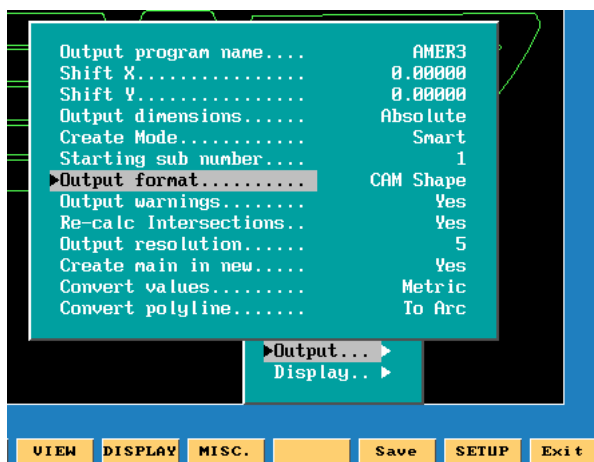 Output program name.... AMER3
Shift X................ 0.00000
Shift Y................ 0.00000
Output dimensions...... Absolute
Create Mode............ Smart
Starting sub number.... 1
▶Output format.......... CAM Shape
Output warnings........ Yes
Re-calc Intersections.. Yes
Output resolution...... 5
Create main in new..... Yes
Convert values......... Metric
Convert polyline....... To Arc
▶Output... ▶
Display.. ▶
VIEW DISPLAY MISC. Save SETUP Exit